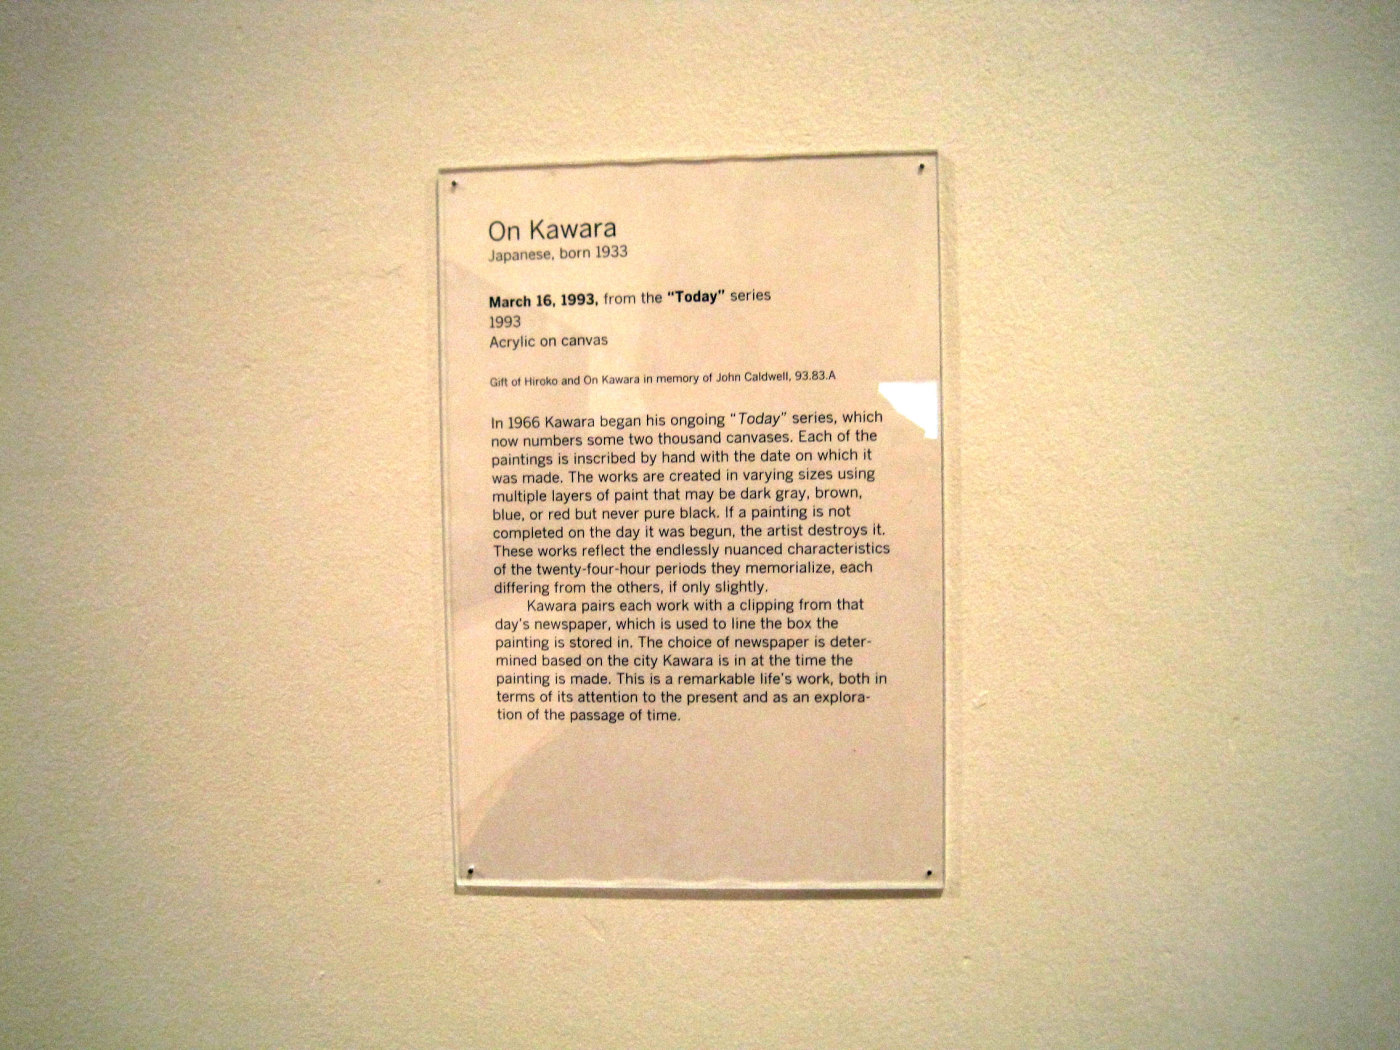 On Kawara
Japanese, born 1933
March 16, 1993, from the “Today” series
1993
Acrylic on canvas
Gift of Hiroko and On Kawara in memory of John Caldwell, 93.83.A
In 1966 Kawara began his ongoing “Today” series, which
now numbers some two thousand canvases. Each of the
paintings is inscribed by hand with the date on which it
was made. The works are created in varying sizes using
multiple layers of paint that may be dark gray, brown,
blue, or red but never pure black. If a painting is not
completed on the day it was begun, the artist destroys it.
These works reflect the endlessly nuanced characteristics
of the twenty-four-hour periods they memorialize, each
differing from the others, if only slightly.
Kawara pairs each work with a clipping from that
day’s newspaper, which is used to line the box the
painting is stored in. The choice of newspaper is deter-
mined based on the city Kawara is in at the time the
painting is made. This is a remarkable life’s work, both in
terms of its attention to the present and as an explora-
tion of the passage of time.